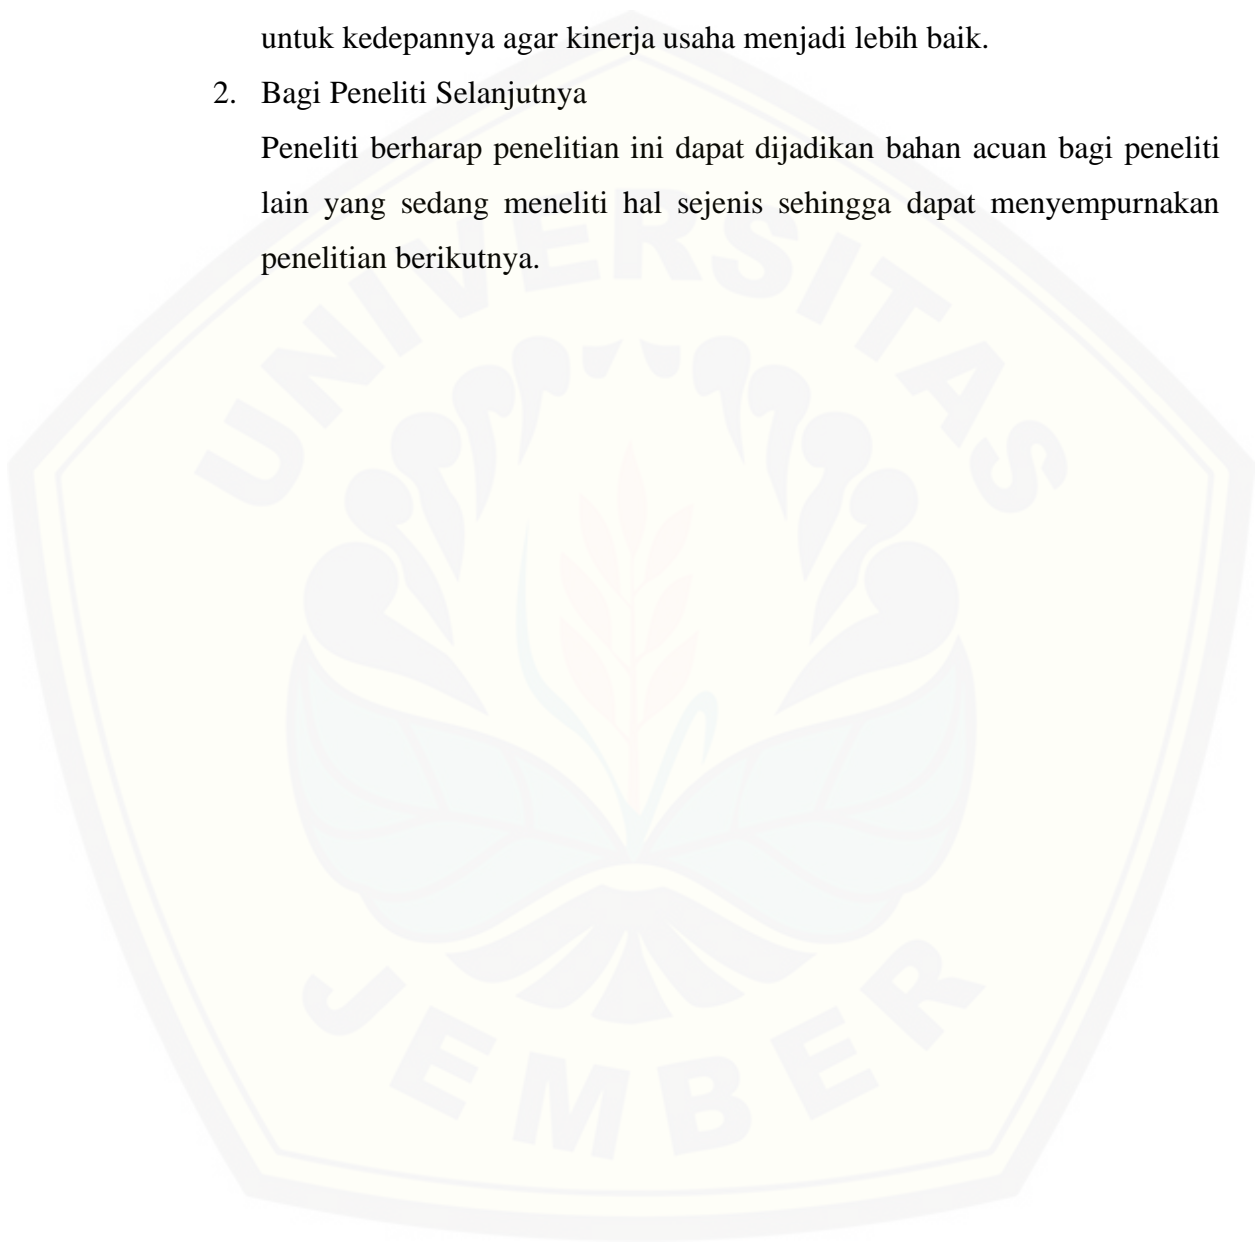 untuk kedepannya agar kinerja usaha menjadi lebih baik.
2. Bagi Peneliti Selanjutnya
Peneliti berharap penelitian ini dapat dijadikan bahan acuan bagi peneliti
lain yang sedang meneliti hal sejenis sehingga dapat menyempurnakan
penelitian berikutnya.
UNIVERSITAS
JEMBER